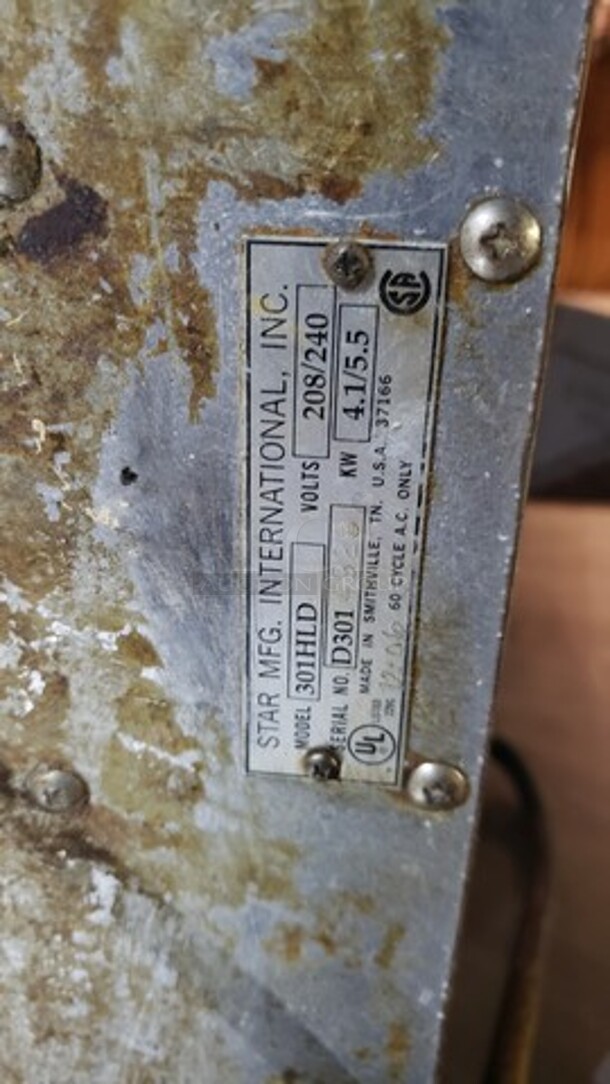 STAR MFG. INTERNATIONAL, INC.
MODEL 301HLD VOLTS 208/240
SERIAL NO. D301 KW 4.1/5.5
MADE IN SMITHVILLE, TN. U.S.A. 37166
UL 60 CYCLE A.C. ONLY